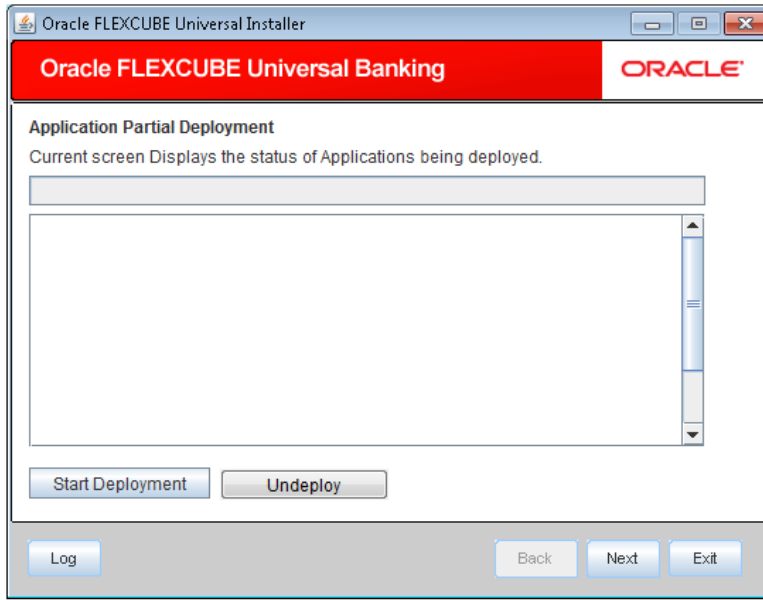 Oracle FLEXCUBE Universal Installer
Oracle FLEXCUBE Universal Banking
ORACLE
Application Partial Deployment
Current screen Displays the status of Applications being deployed.
Start Deployment
Undeploy
Log
Back
Next
Exit